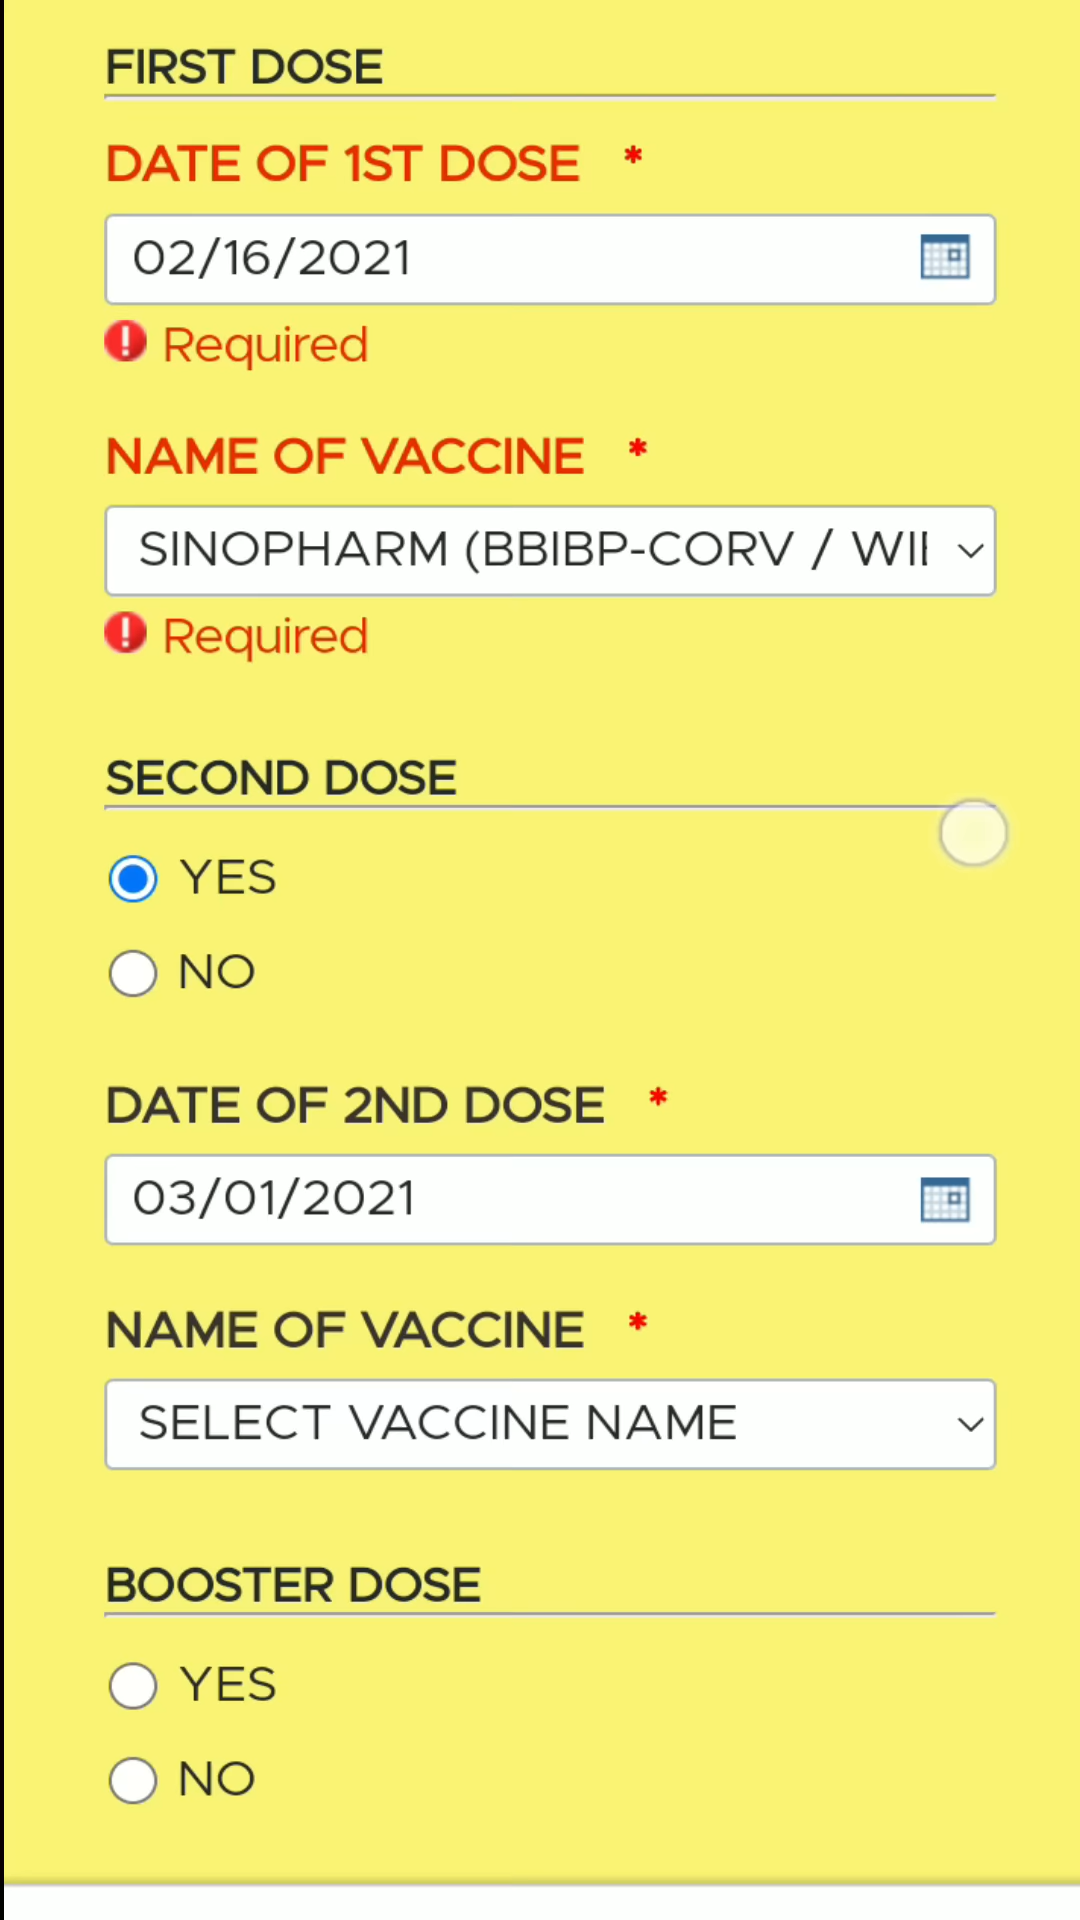 FIRST DOSE
DATE OF 1ST DOSE *
02/16/2021
Required
NAME OF VACCINE *
SINOPHARM (BBIBP-CORV /
Required
SECOND DOSE
YES
NO
DATE OF 2ND DOSE *
03/01/2021
NAME OF VACCINE *
SELECT VACCINE NAME
BOOSTER DOSE
YES
NO